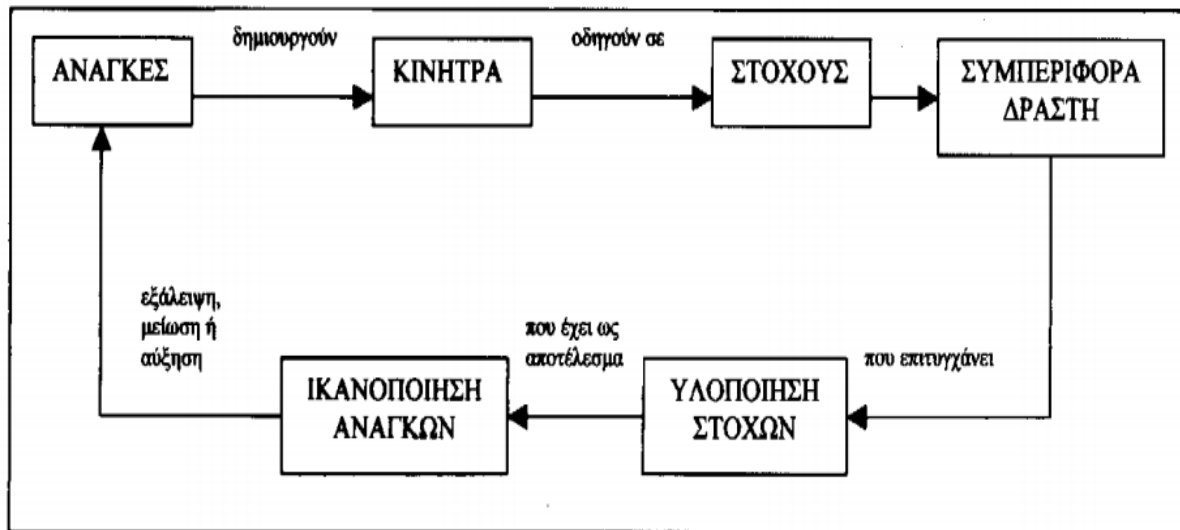 ΑΝΑΓΚΕΣ
δημιουργούν
ΚΙΝΗΤΡΑ
οδηγούν σε
ΣΤΟΧΟΥΣ
ΣΥΜΠΕΡΙΦΟΡΑ
ΔΡΑΣΤΗ
που επιτυγχάνει
ΥΛΟΠΟΙΗΣΗ
ΣΤΟΧΩΝ
που έχει ως
αποτέλεσμα
ΙΚΑΝΟΠΟΙΗΣΗ
ΑΝΑΓΚΩΝ
εξάλειψη,
μείωση ή
αύξηση